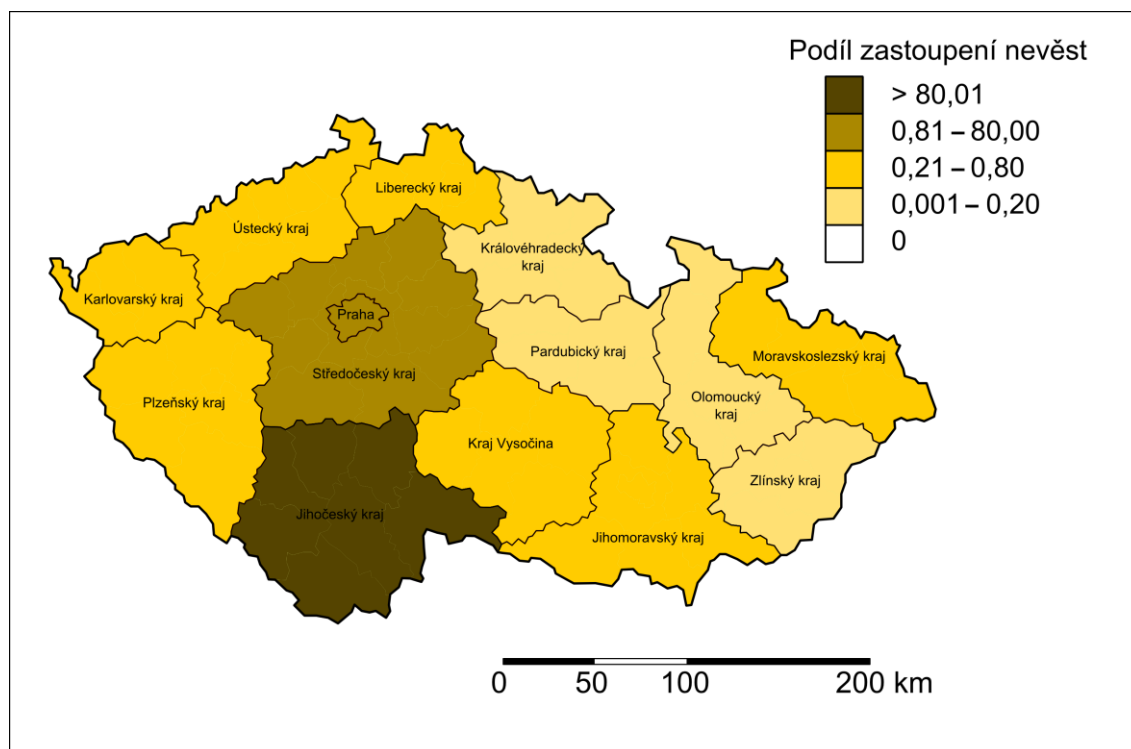 Podíl zastoupení nevěst
> 80,01
0,81 – 80,00
0,21 – 0,80
0,001 – 0,20
0
Liberecký kraj
Ústecký kraj
Královéhradecký
kraj
Karlovarský kraj
Praha
Pardubický kraj
Moravskoslezský kraj
Středočeský kraj
Plzeňský kraj
Olomoucký
kraj
Kraj Vysočina
Zlínský kraj
Jihočeský kraj
Jihomoravský kraj
0 50 100 200 km